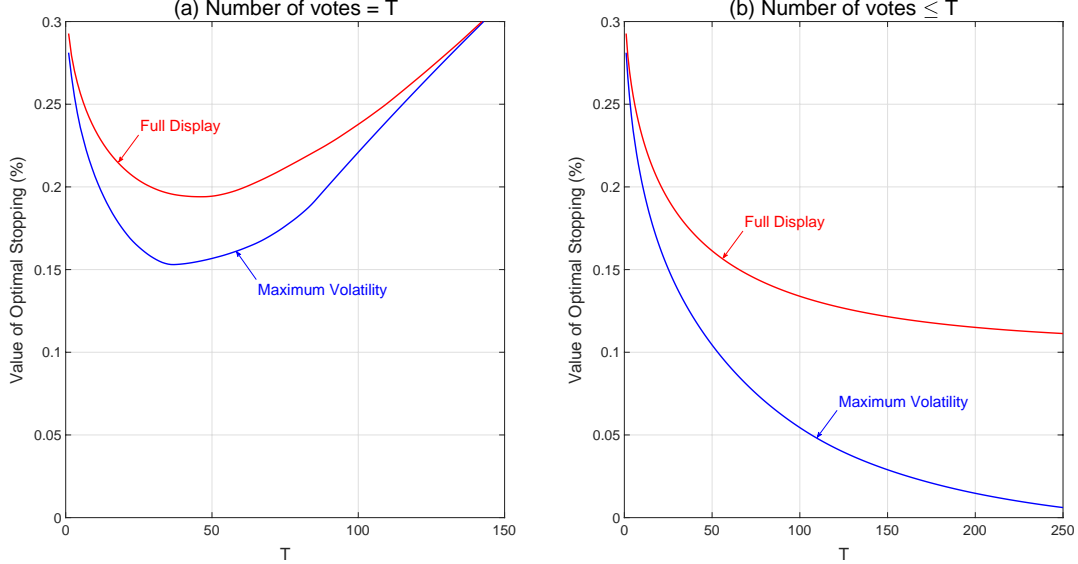 (a) Number of votes = T
0.3
0.25
0.2
0.15
0.1
0.05
0
Value of Optimal Stopping (%)
Full Display
Maximum Volatility
0
50
100
150
T
(b) Number of votes ≤ T
0.3
0.25
0.2
0.15
0.1
0.05
0
Value of Optimal Stopping (%)
Full Display
Maximum Volatility
0
50
100
150
200
250
T